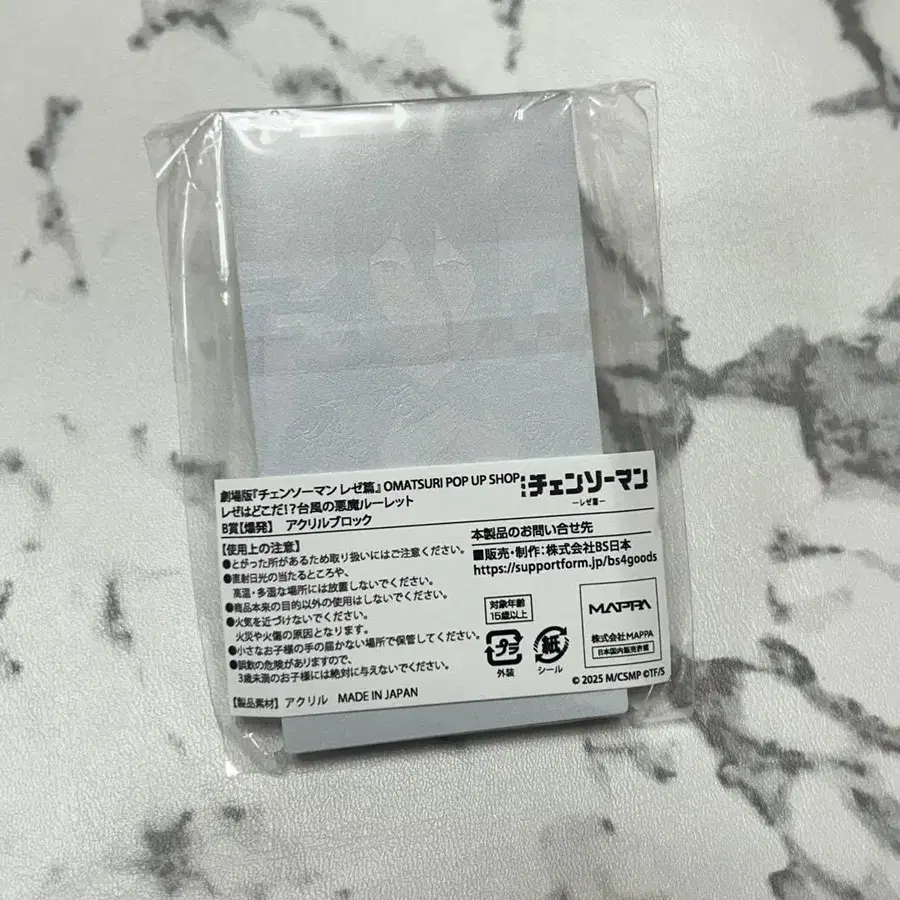 劇場版『チェンソーマン レゼ篇』 OMATSURI POP UP SHOP
レゼはどこだ!?台風の悪魔ルーレット
B賞【爆発】 アクリルブロック
劇場版チェンソーマン
ーレゼ篇ー
【使用上の注意】
●とがった所があるため取り扱いにはご注意ください。
●直射日光の当たるところや、
高温・多湿な場所には放置しないでください。
●商品本来の目的以外の使用はしないでください。
●火気を近づけないでください。
火災や火傷の原因となります。
●小さなお子様の手の届かない場所で保管してください。
●誤飲の危険がありますので、
3歳未満のお子様には絶対に与えないでください。
【製品素材】 アクリル MADE IN JAPAN
本製品のお問い合せ先
■販売・制作:株式会社BS日本
https://supportform.jp/bs4goods
対象年齢
15歳以上
プラ
外装
紙
シール
MAPPA
株式会社MAPPA
日本国内販売許諾
© 2025 M/CSMP ©TF/S